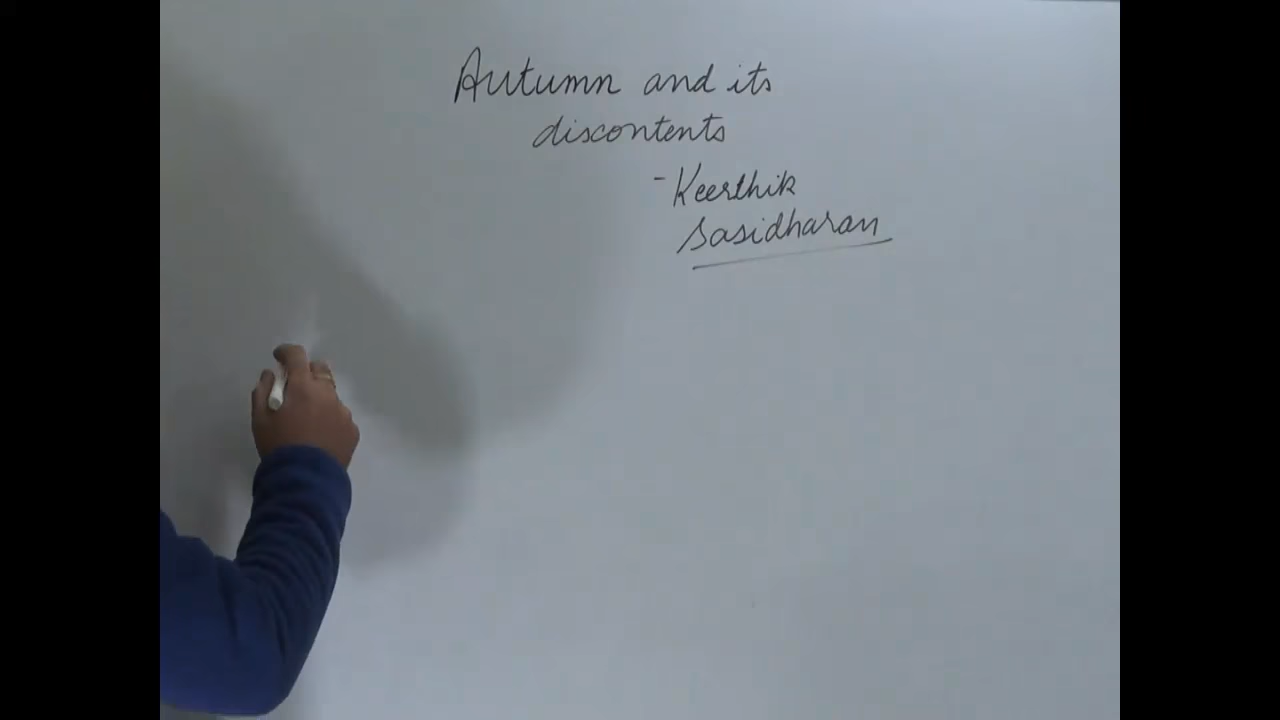 Autumn and its
discontents
- Keerthik
Sasidharan